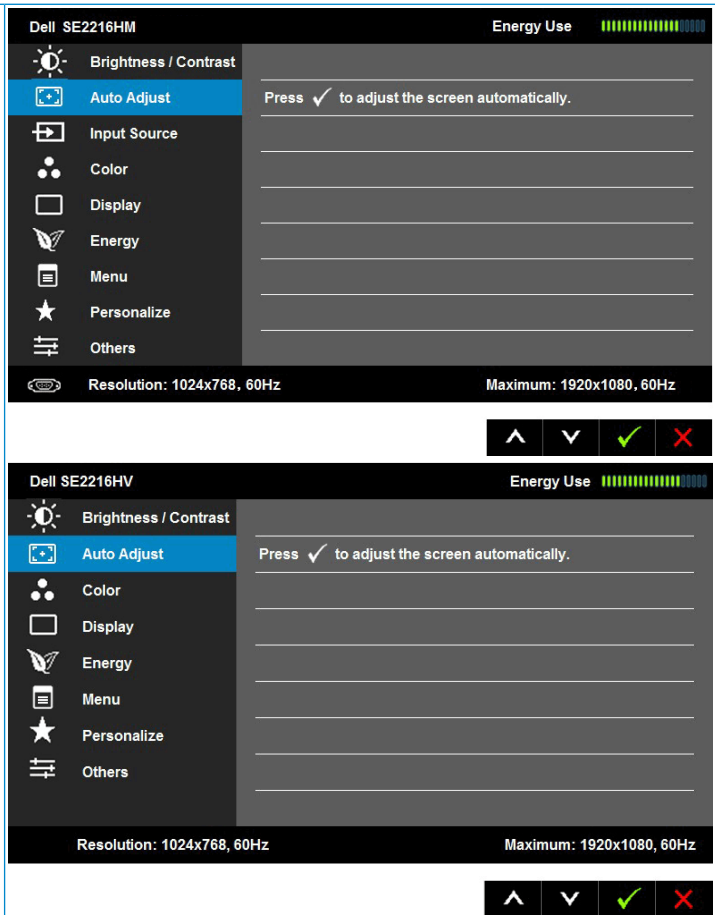 Dell SE2216HM Energy Use
Brightness / Contrast
Auto Adjust Press ✓ to adjust the screen automatically.
Input Source
Color
Display
Energy
Menu
Personalize
Others
Resolution: 1024x768, 60Hz Maximum: 1920x1080, 60Hz
Dell SE2216HV Energy Use
Brightness / Contrast
Auto Adjust Press ✓ to adjust the screen automatically.
Color
Display
Energy
Menu
Personalize
Others
Resolution: 1024x768, 60Hz Maximum: 1920x1080, 60Hz